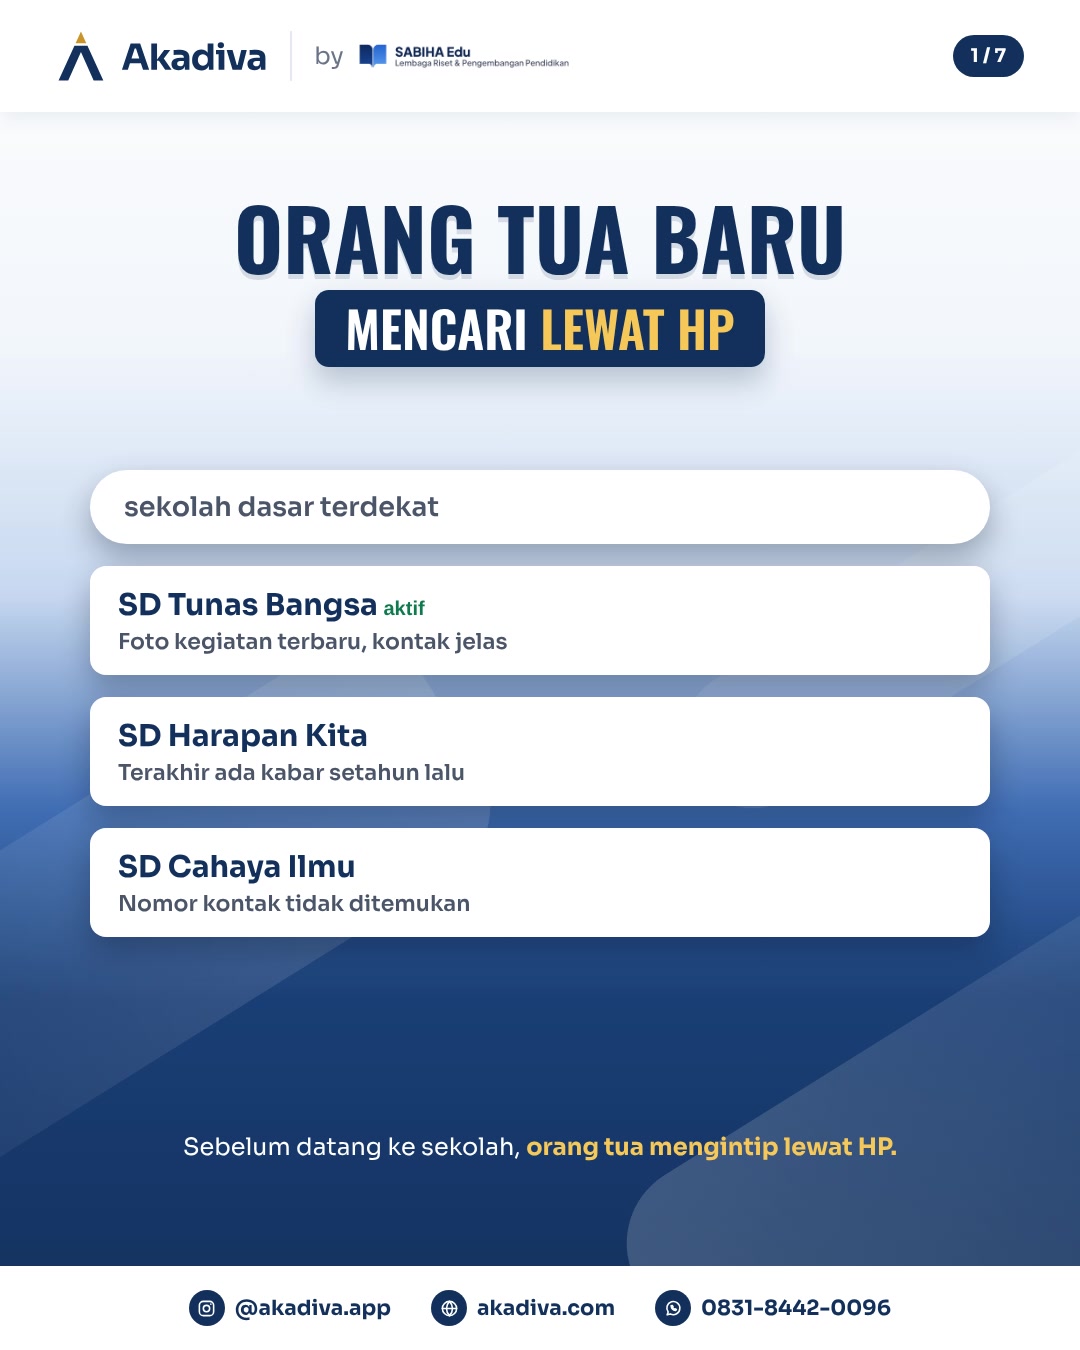 Akadiva
by
SABIHA Edu
Lembaga Riset & Pengembangan Pendidikan
1 / 7
ORANG TUA BARU
MENCARI LEWAT HP
sekolah dasar terdekat
SD Tunas Bangsa aktif
Foto kegiatan terbaru, kontak jelas
SD Harapan Kita
Terakhir ada kabar setahun lalu
SD Cahaya Ilmu
Nomor kontak tidak ditemukan
Sebelum datang ke sekolah, orang tua mengintip lewat HP.
@akadiva.app
akadiva.com
0831-8442-0096